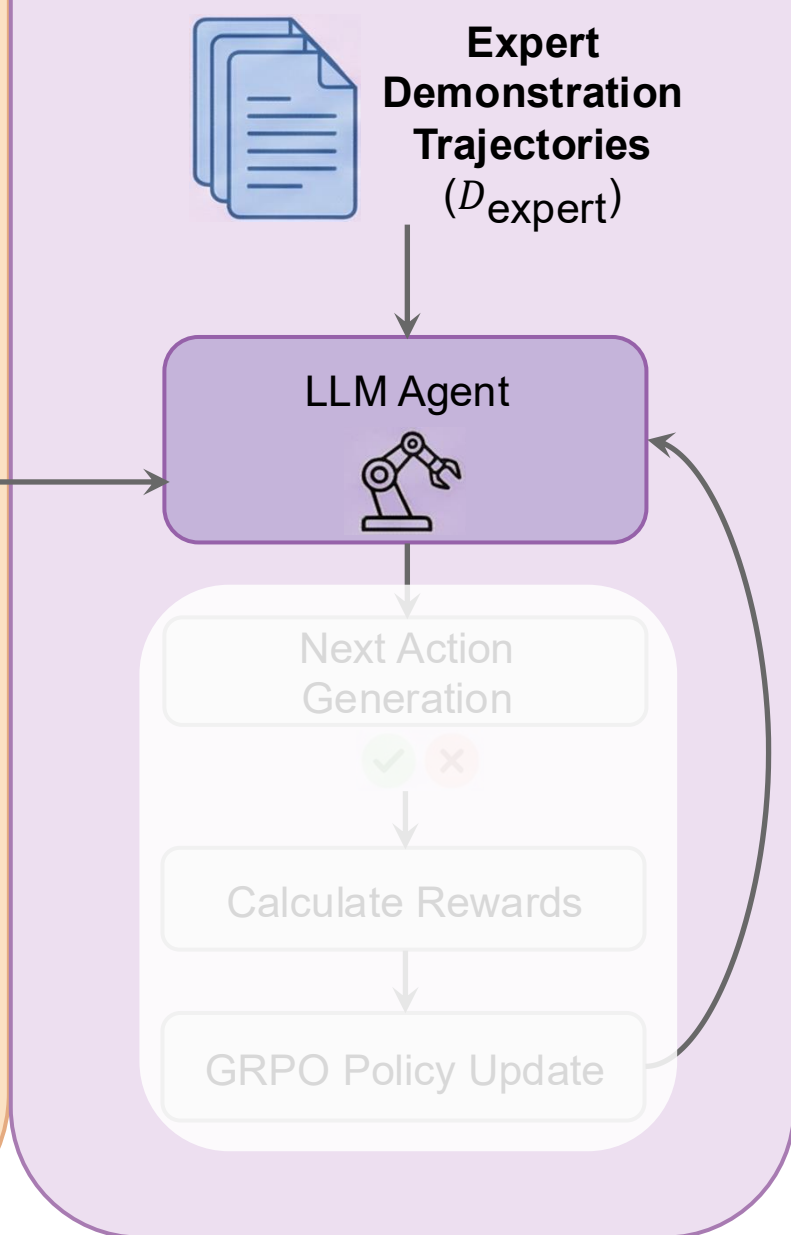 Expert
Demonstration
Trajectories
(D_expert)
LLM Agent
Next Action
Generation
Calculate Rewards
GRPO Policy Update